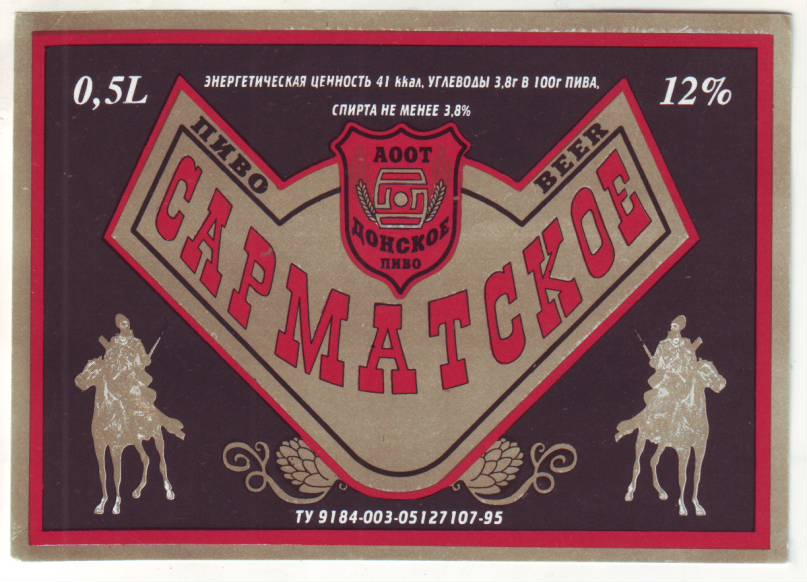 0,5L
ЭНЕРГЕТИЧЕСКАЯ ЦЕННОСТЬ 41 ккал, УГЛЕВОДЫ 3,8г В 100г ПИВА,
12%
СПИРТА НЕ МЕНЕЕ 3,8%
ПИВО
BEER
АООТ
ДОНСКОЕ
ПИВО
САРМАТСКОЕ
ТУ 9184-003-05127107-95